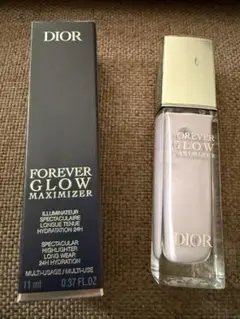 DIOR
FOREVER
GLOW
MAXIMIZER
ILLUMINATEUR
SPECTACULAIRE
LONGUE TENUE
HYDRATATION 24H
SPECTACULAR
HIGHLIGHTER
LONG WEAR
24H HYDRATION
MULTI-USAGES / MULTI-USE
11 ml 0.37 FL.OZ
FOREVER
GLOW
MAXIMIZER
DIOR